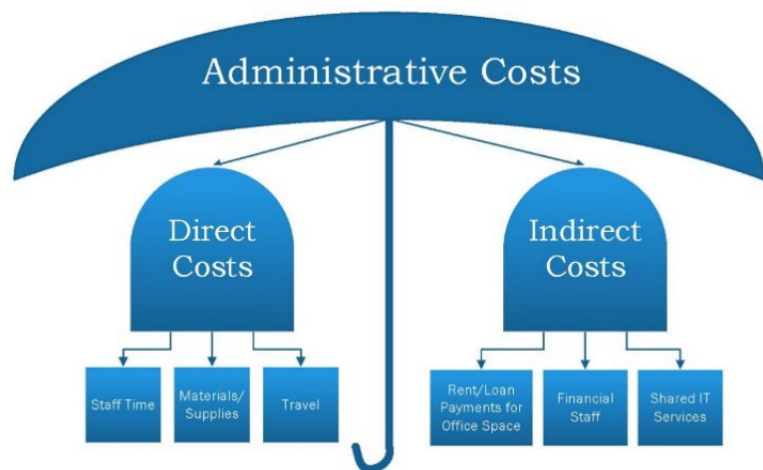 Administrative Costs
Direct
Costs
Indirect
Costs
Staff Time
Materials/
Supplies
Travel
Rent/Loan
Payments for
Office Space
Financial
Staff
Shared IT
Services